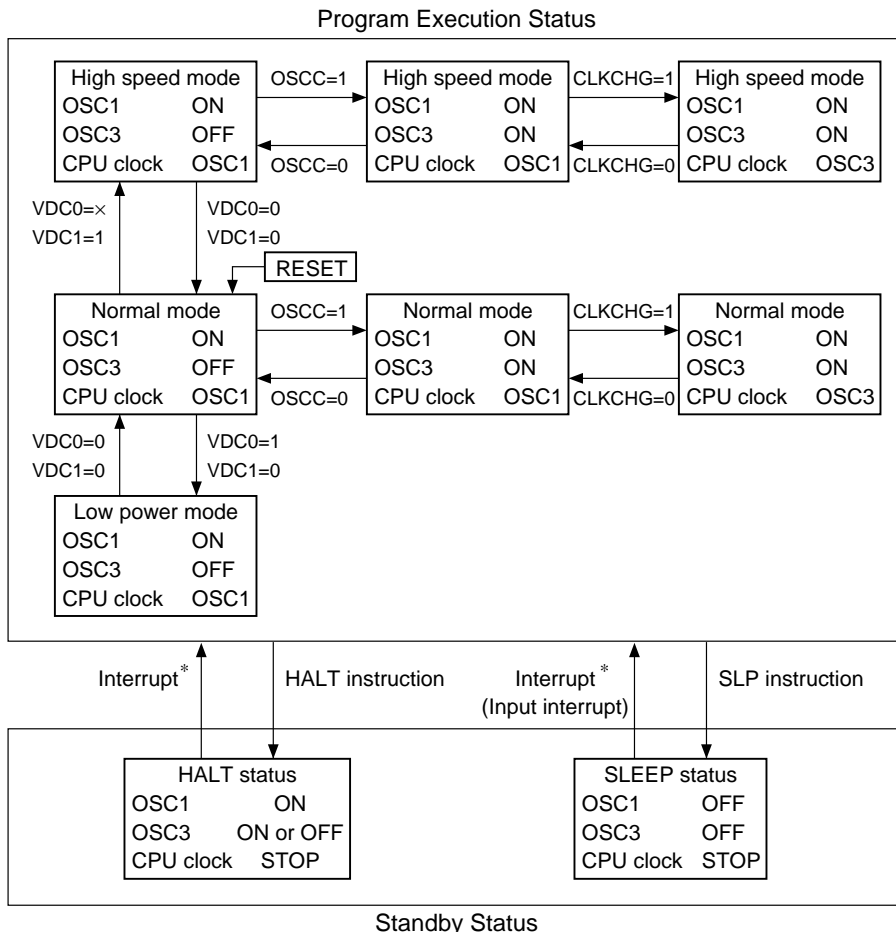 Program Execution Status
High speed mode
OSC1 ON
OSC3 OFF
CPU clock OSC1
OSCC=1
OSCC=0
High speed mode
OSC1 ON
OSC3 ON
CPU clock OSC1
CLKCHG=1
CLKCHG=0
High speed mode
OSC1 ON
OSC3 ON
CPU clock OSC3
VDC0=×
VDC1=1
VDC0=0
VDC1=0
RESET
Normal mode
OSC1 ON
OSC3 OFF
CPU clock OSC1
OSCC=1
OSCC=0
Normal mode
OSC1 ON
OSC3 ON
CPU clock OSC1
CLKCHG=1
CLKCHG=0
Normal mode
OSC1 ON
OSC3 ON
CPU clock OSC3
VDC0=0
VDC1=0
VDC0=1
VDC1=0
Low power mode
OSC1 ON
OSC3 OFF
CPU clock OSC1
Interrupt*
HALT instruction
Interrupt*
(Input interrupt)
SLP instruction
HALT status
OSC1 ON
OSC3 ON or OFF
CPU clock STOP
SLEEP status
OSC1 OFF
OSC3 OFF
CPU clock STOP
Standby Status